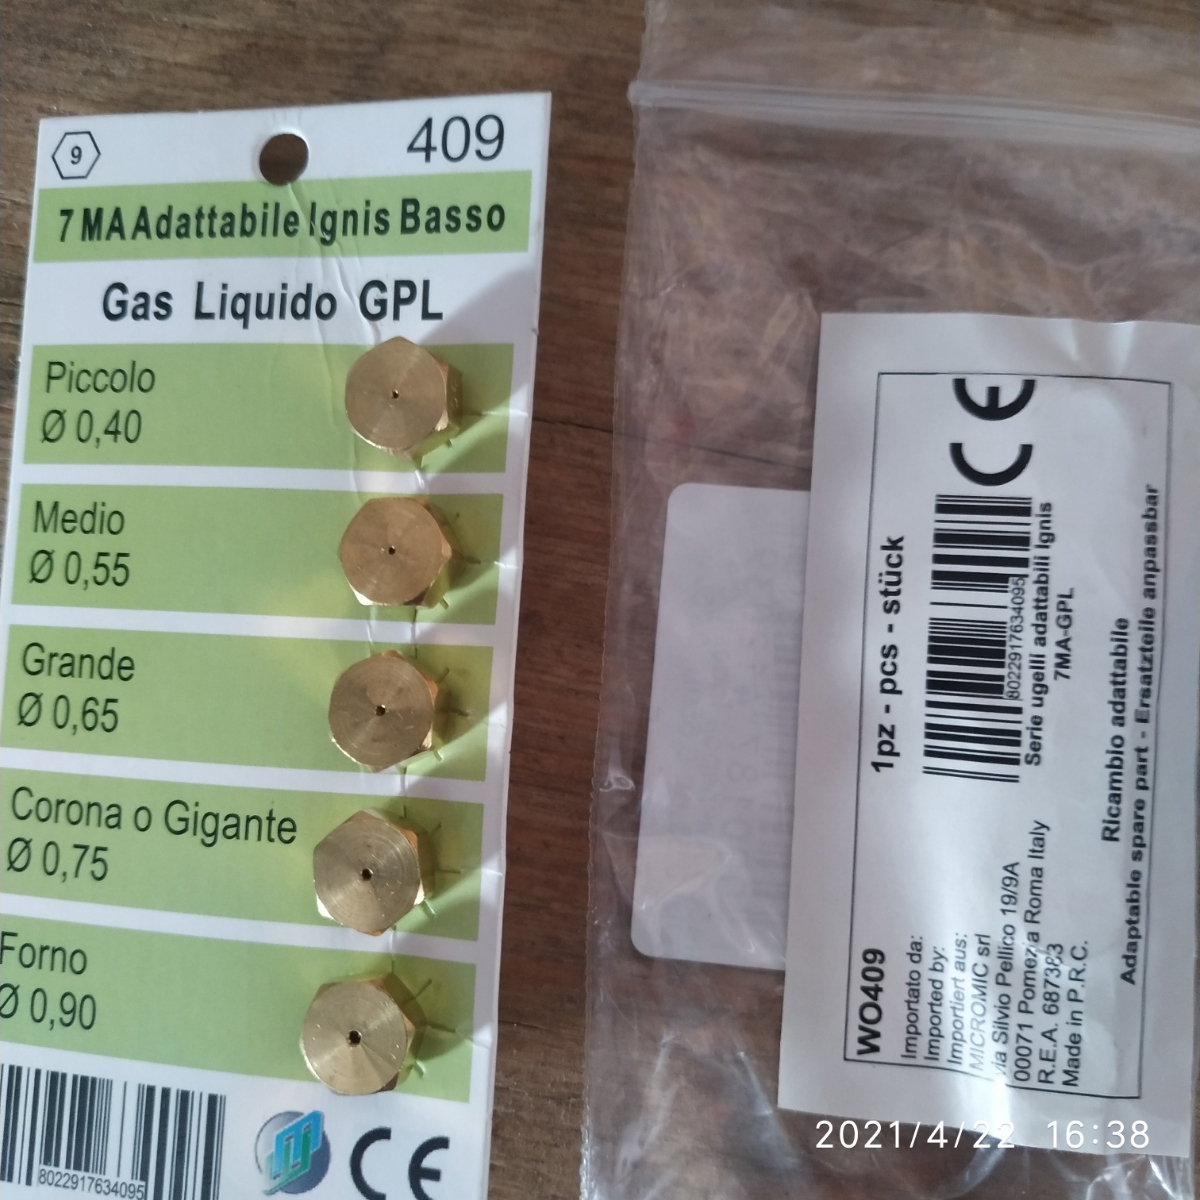 9
409
7 MA Adattabile Ignis Basso
Gas Liquido GPL
Piccolo
Ø 0,40
Medio
Ø 0,55
Grande
Ø 0,65
Corona o Gigante
Ø 0,75
Forno
Ø 0,90
8022917634095
CE
WO409
1pz - pcs - stück
CE
8022917634095
Serie ugelli adattabili Ignis
7MA-GPL
Importato da:
Imported by:
Importiert aus:
MICROMIC srl
Via Silvio Pellico 19/9A
00071 Pomezia Roma Italy
R.E.A. 687383
Made in P.R.C.
Ricambio adattabile
Adaptable spare part - Ersatzteile anpassbar
2021/4/22 16:38